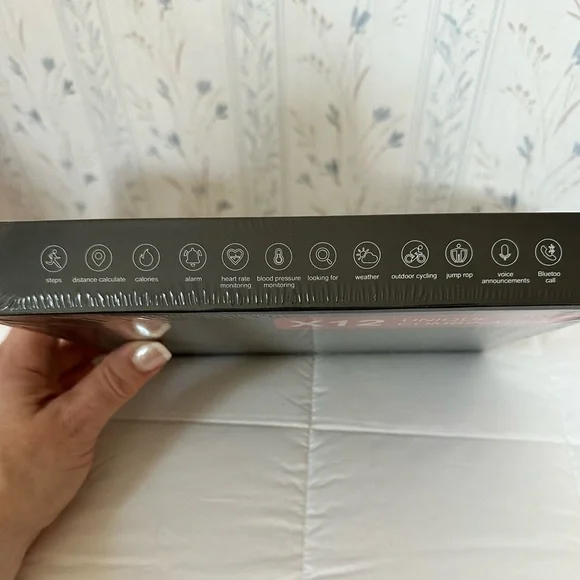 steps
distance calculate
calories
alarm
heart rate
monitoring
blood pressure
monitoring
looking for
weather
outdoor cycling
jump rop
voice
announcements
Bluetoo
call
X12